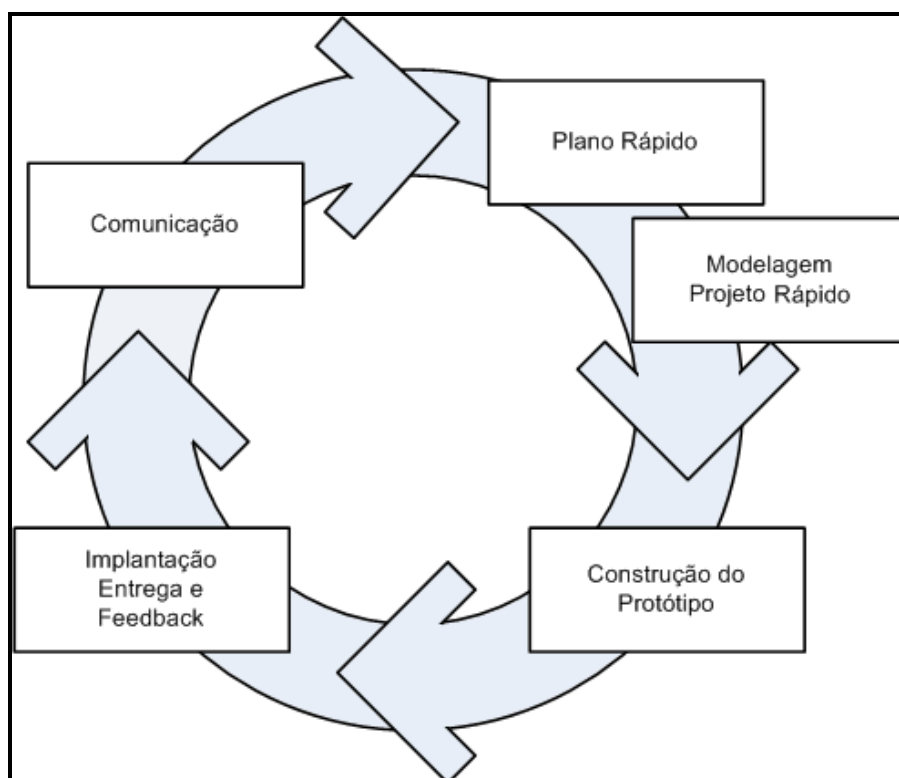 Comunicação
Plano Rápido
Modelagem
Projeto Rápido
Construção do
Protótipo
Implantação
Entrega e
Feedback